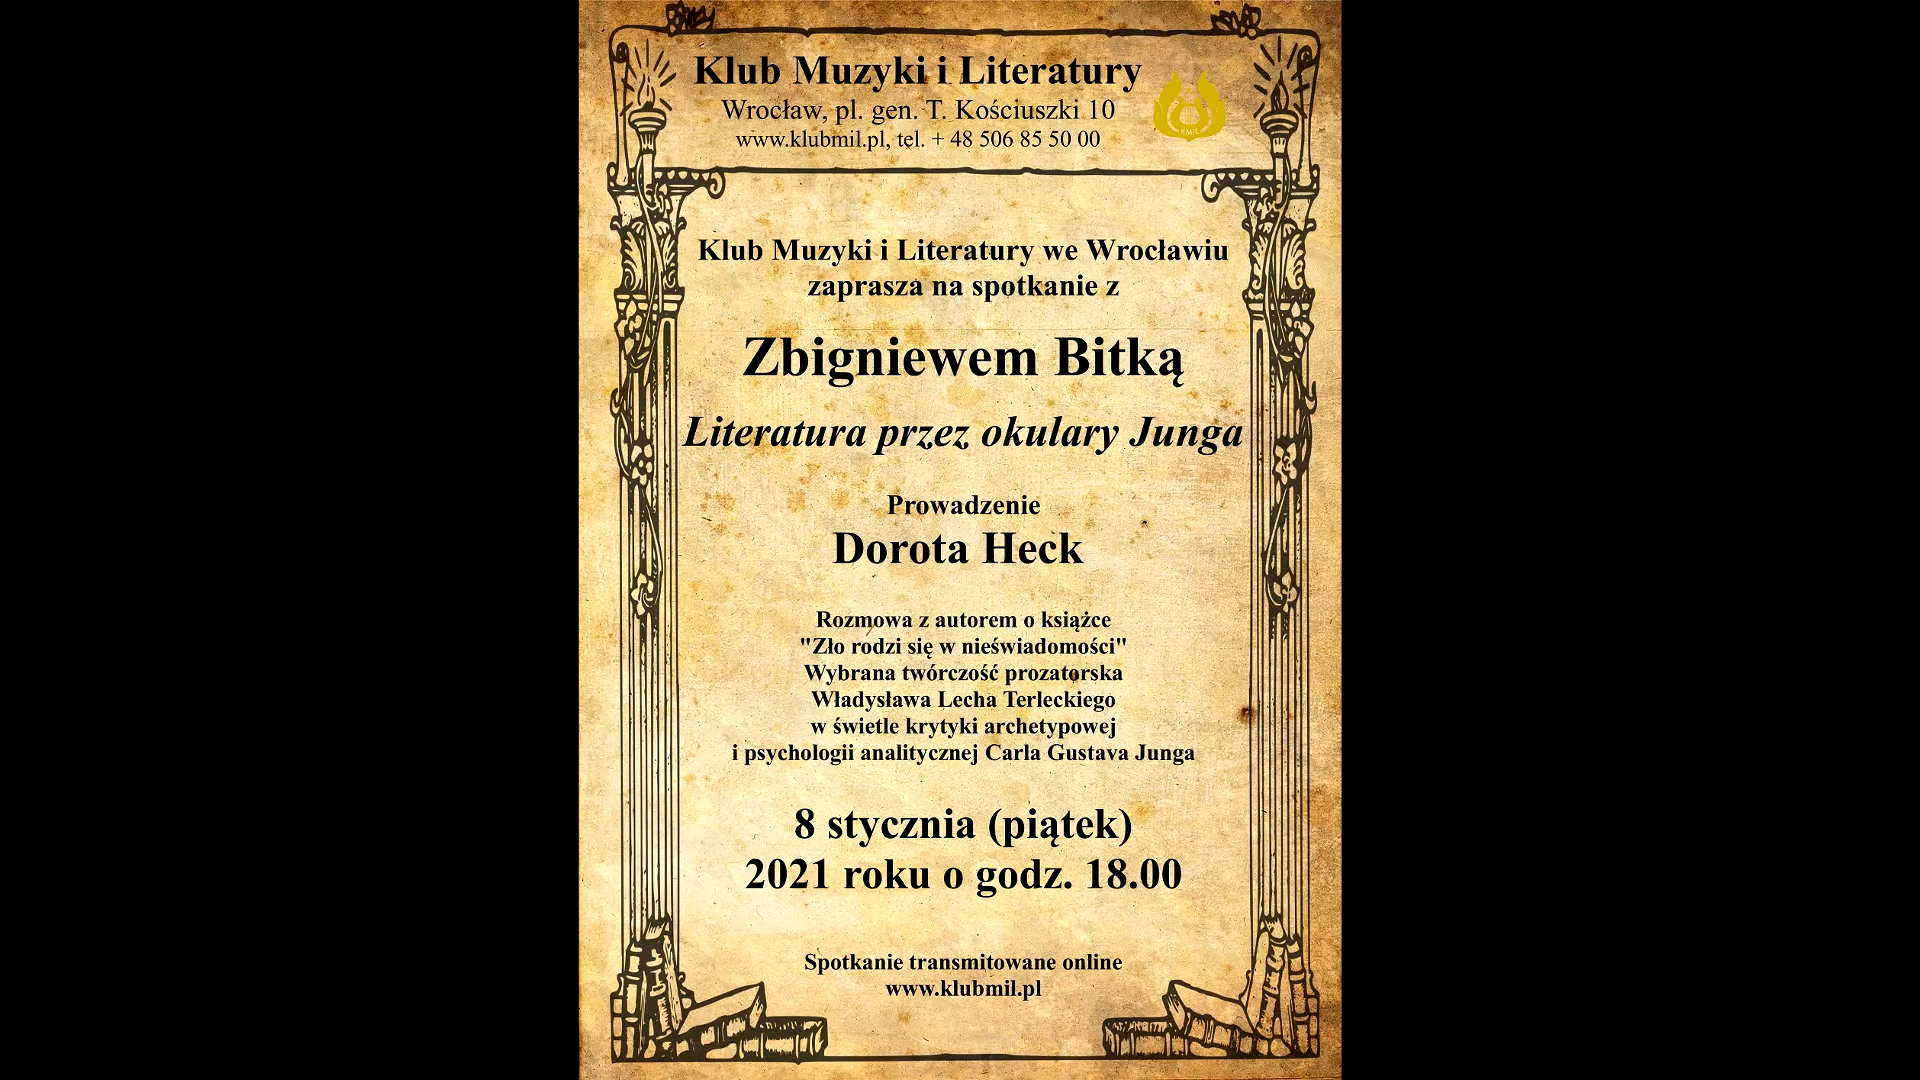 Klub Muzyki i Literatury
Wrocław, pl. gen. T. Kościuszki 10
www.klubmil.pl, tel. + 48 506 85 50 00
KMiL
Klub Muzyki i Literatury we Wrocławiu
zaprasza na spotkanie z
Zbigniewem Bitką
Literatura przez okulary Junga
Prowadzenie
Dorota Heck
Rozmowa z autorem o książce
"Zło rodzi się w nieświadomości"
Wybrana twórczość prozatorska
Władysława Lecha Terleckiego
w świetle krytyki archetypowej
i psychologii analitycznej Carla Gustava Junga
8 stycznia (piątek)
2021 roku o godz. 18.00
Spotkanie transmitowane online
www.klubmil.pl